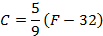 C = 5/9 (F − 32)